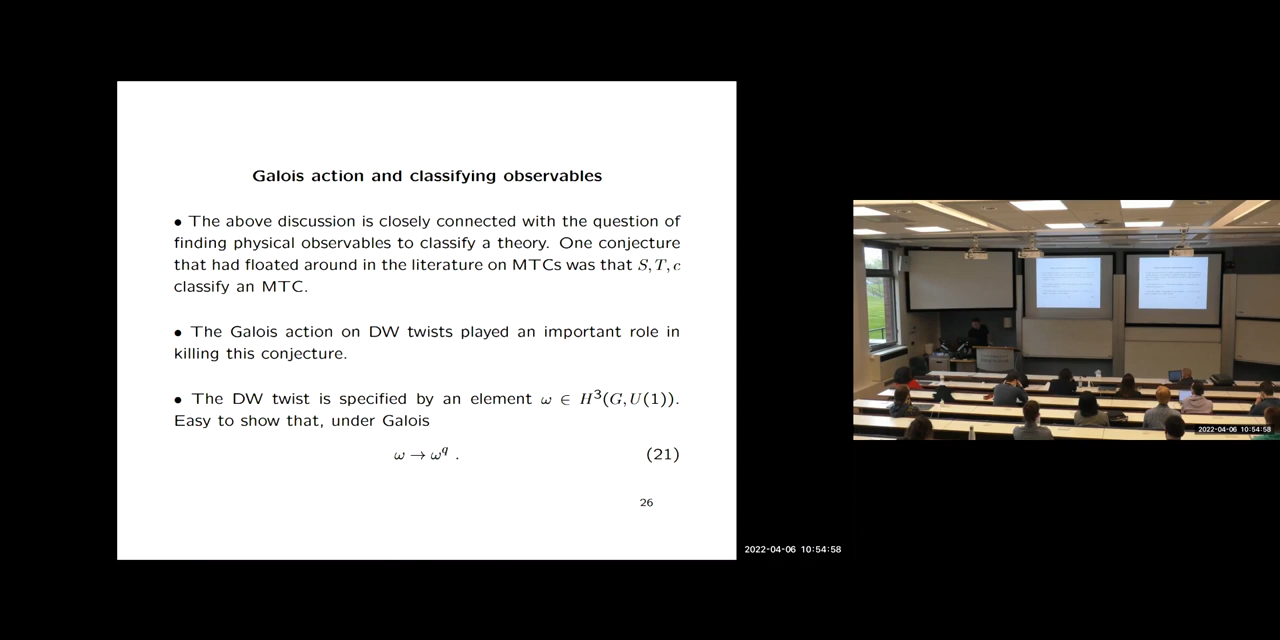 Galois action and classifying observables
• The above discussion is closely connected with the question of
finding physical observables to classify a theory. One conjecture
that had floated around in the literature on MTCs was that S, T, c
classify an MTC.
• The Galois action on DW twists played an important role in
killing this conjecture.
• The DW twist is specified by an element ω ∈ H³(G, U(1)).
Easy to show that, under Galois
ω → ω^q . (21)
26
2022-04-06 10:54:58
2022-04-06 10:54:58